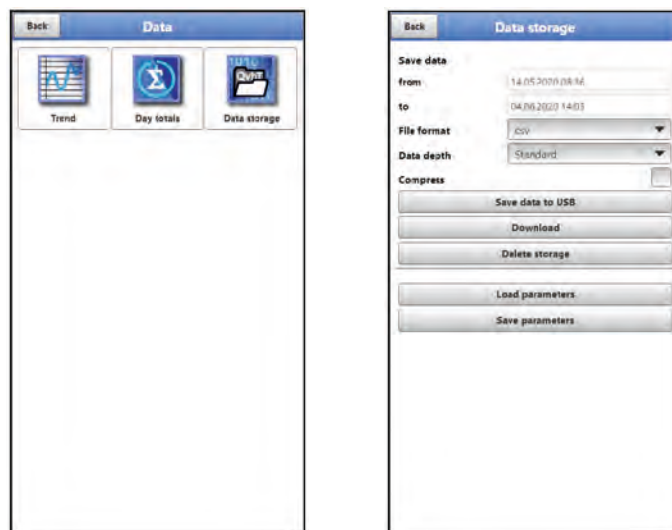 Back Data
1010
QvhT
Trend Day totals Data storage
Back Data storage
Save data
from 14.05.2020 08:36
to 04.06.2020 14:03
File format csv
Data depth Standard
Compress
Save data to USB
Download
Delete storage
Load parameters
Save parameters